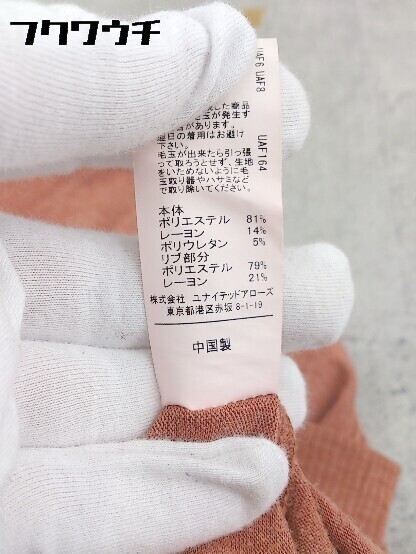 フクワウチ
UAF6 UAF8
UAF164
した商品
毛玉が発生す
があります。
翌日の着用はお避け
下さい。
毛玉が出来たら引っ張
って取ろうとせず、生地
をいためないように毛
玉取り器やハサミなど
で取り除いてください。
本体
ポリエステル 81%
レーヨン 14%
ポリウレタン 5%
リブ部分
ポリエステル 79%
レーヨン 21%
株式会社 ユナイテッドアローズ
東京都港区赤坂8-1-19
中国製